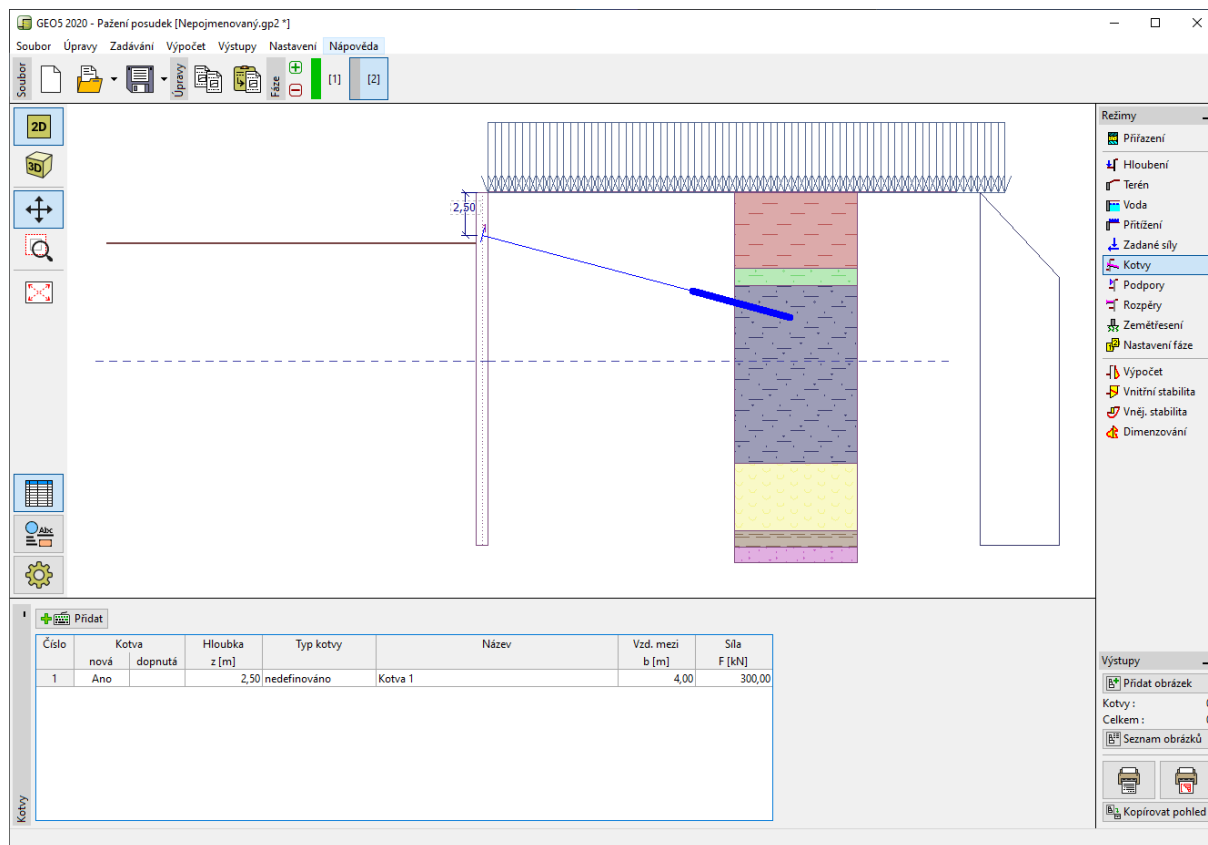 GEO5 2020 - Pažení posudek [Nepojmenovaný.gp2 *]
Soubor Úpravy Zadávání Výpočet Výstupy Nastavení Nápověda
Soubor
Úpravy
Fáze
[1]
[2]
2D
3D
Abc
2,50
Režimy
Přiřazení
Hloubení
Terén
Voda
Přitížení
Zadané síly
Kotvy
Podpory
Rozpěry
Zemětřesení
Nastavení fáze
Výpočet
Vnitřní stabilita
Vněj. stabilita
Dimenzování
Kotvy
Přidat
Číslo Kotva Hloubka Typ kotvy Název Vzd. mezi Síla
nová dopnutá z [m] b [m] F [kN]
1 Ano 2,50 nedefinováno Kotva 1 4,00 300,00
Výstupy
Přidat obrázek
Kotvy :
Celkem :
Seznam obrázků
Kopírovat pohled